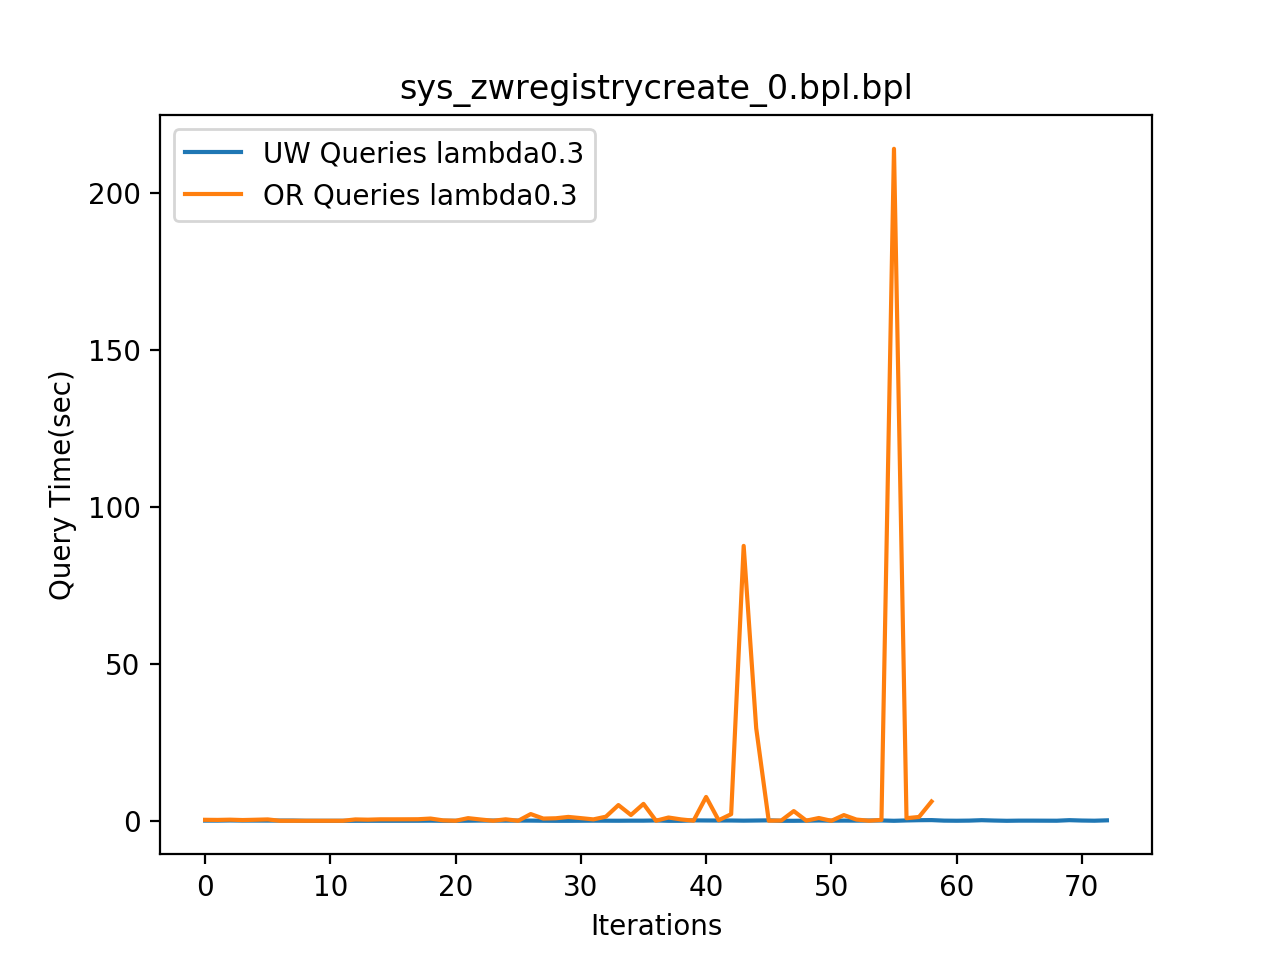 sys_zwregistrycreate_0.bpl.bpl
UW Queries lambda0.3
OR Queries lambda0.3
200
150
100
50
0
Query Time(sec)
0 10 20 30 40 50 60 70
Iterations